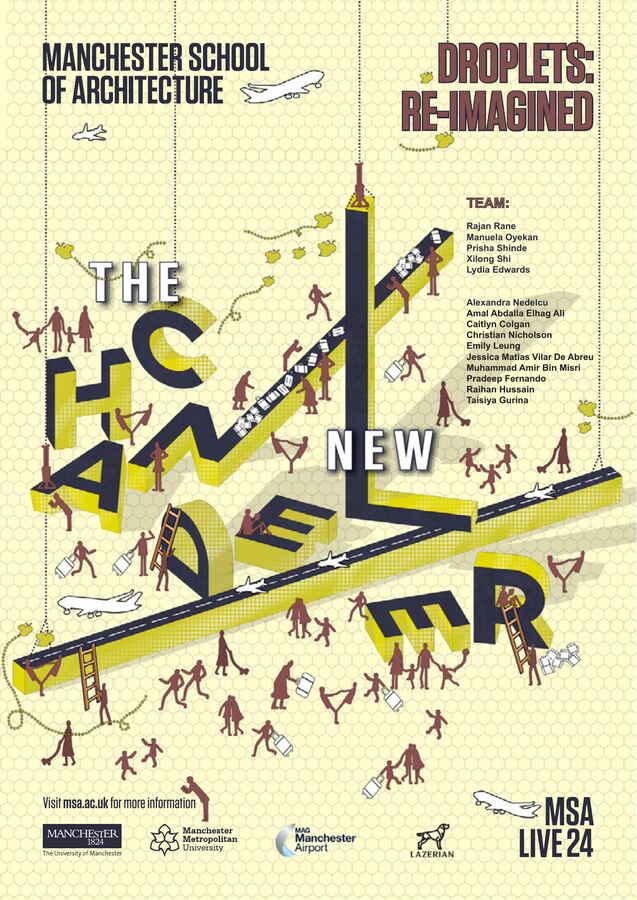 MANCHESTER SCHOOL
OF ARCHITECTURE
DROPLETS:
RE-IMAGINED
TEAM:
Rajan Rane
Manuela Oyekan
Prisha Shinde
Xilong Shi
Lydia Edwards
Alexandra Nedelcu
Amal Abdalla Elhag Ali
Caitlyn Colgan
Christian Nicholson
Emily Leung
Jessica Matias Vilar De Abreu
Muhammad Amir Bin Misri
Pradeep Fernando
Raihan Hussain
Taisiya Gurina
THE
NEW
CHANDELIER
Visit msa.ac.uk for more information
MANCHESTER
1824
The University of Manchester
Manchester
Metropolitan
University
MAG
Manchester
Airport
LAZERIAN
MSA
LIVE 24